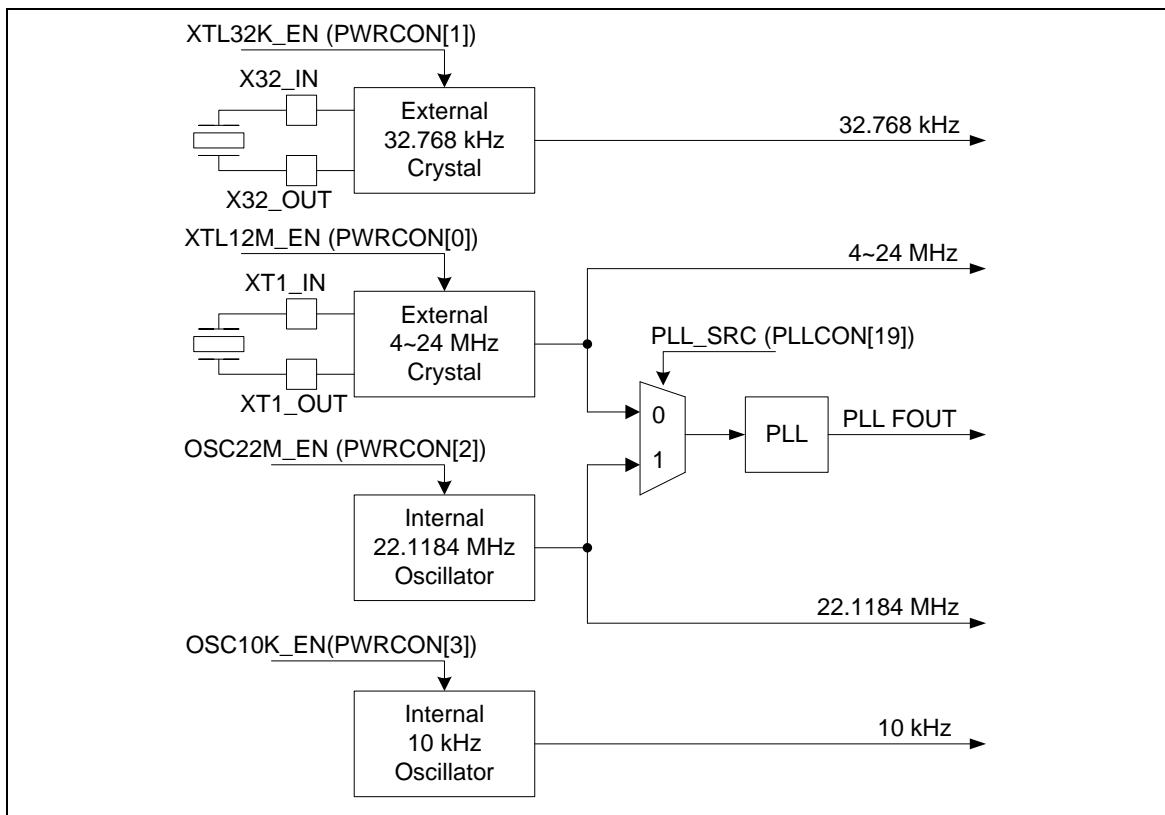 XTL32K_EN (PWRCON[1])
X32_IN
External
32.768 kHz
Crystal
32.768 kHz
X32_OUT
XTL12M_EN (PWRCON[0])
4~24 MHz
XT1_IN
External
4~24 MHz
Crystal
PLL_SRC (PLLCON[19])
XT1_OUT
0
1
PLL
PLL FOUT
OSC22M_EN (PWRCON[2])
Internal
22.1184 MHz
Oscillator
22.1184 MHz
OSC10K_EN(PWRCON[3])
Internal
10 kHz
Oscillator
10 kHz